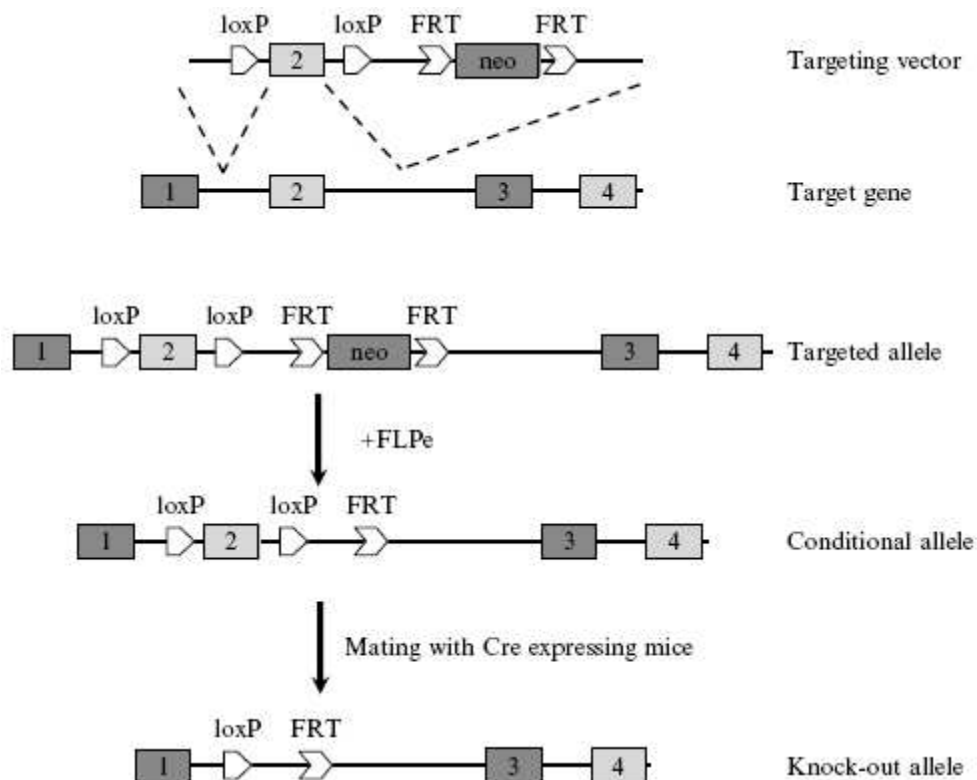 loxP loxP FRT FRT
2 neo Targeting vector
1 2 3 4 Target gene
loxP loxP FRT FRT
1 2 neo 3 4 Targeted allele
+FLPe
loxP loxP FRT
1 2 3 4 Conditional allele
Mating with Cre expressing mice
loxP FRT
1 3 4 Knock-out allele